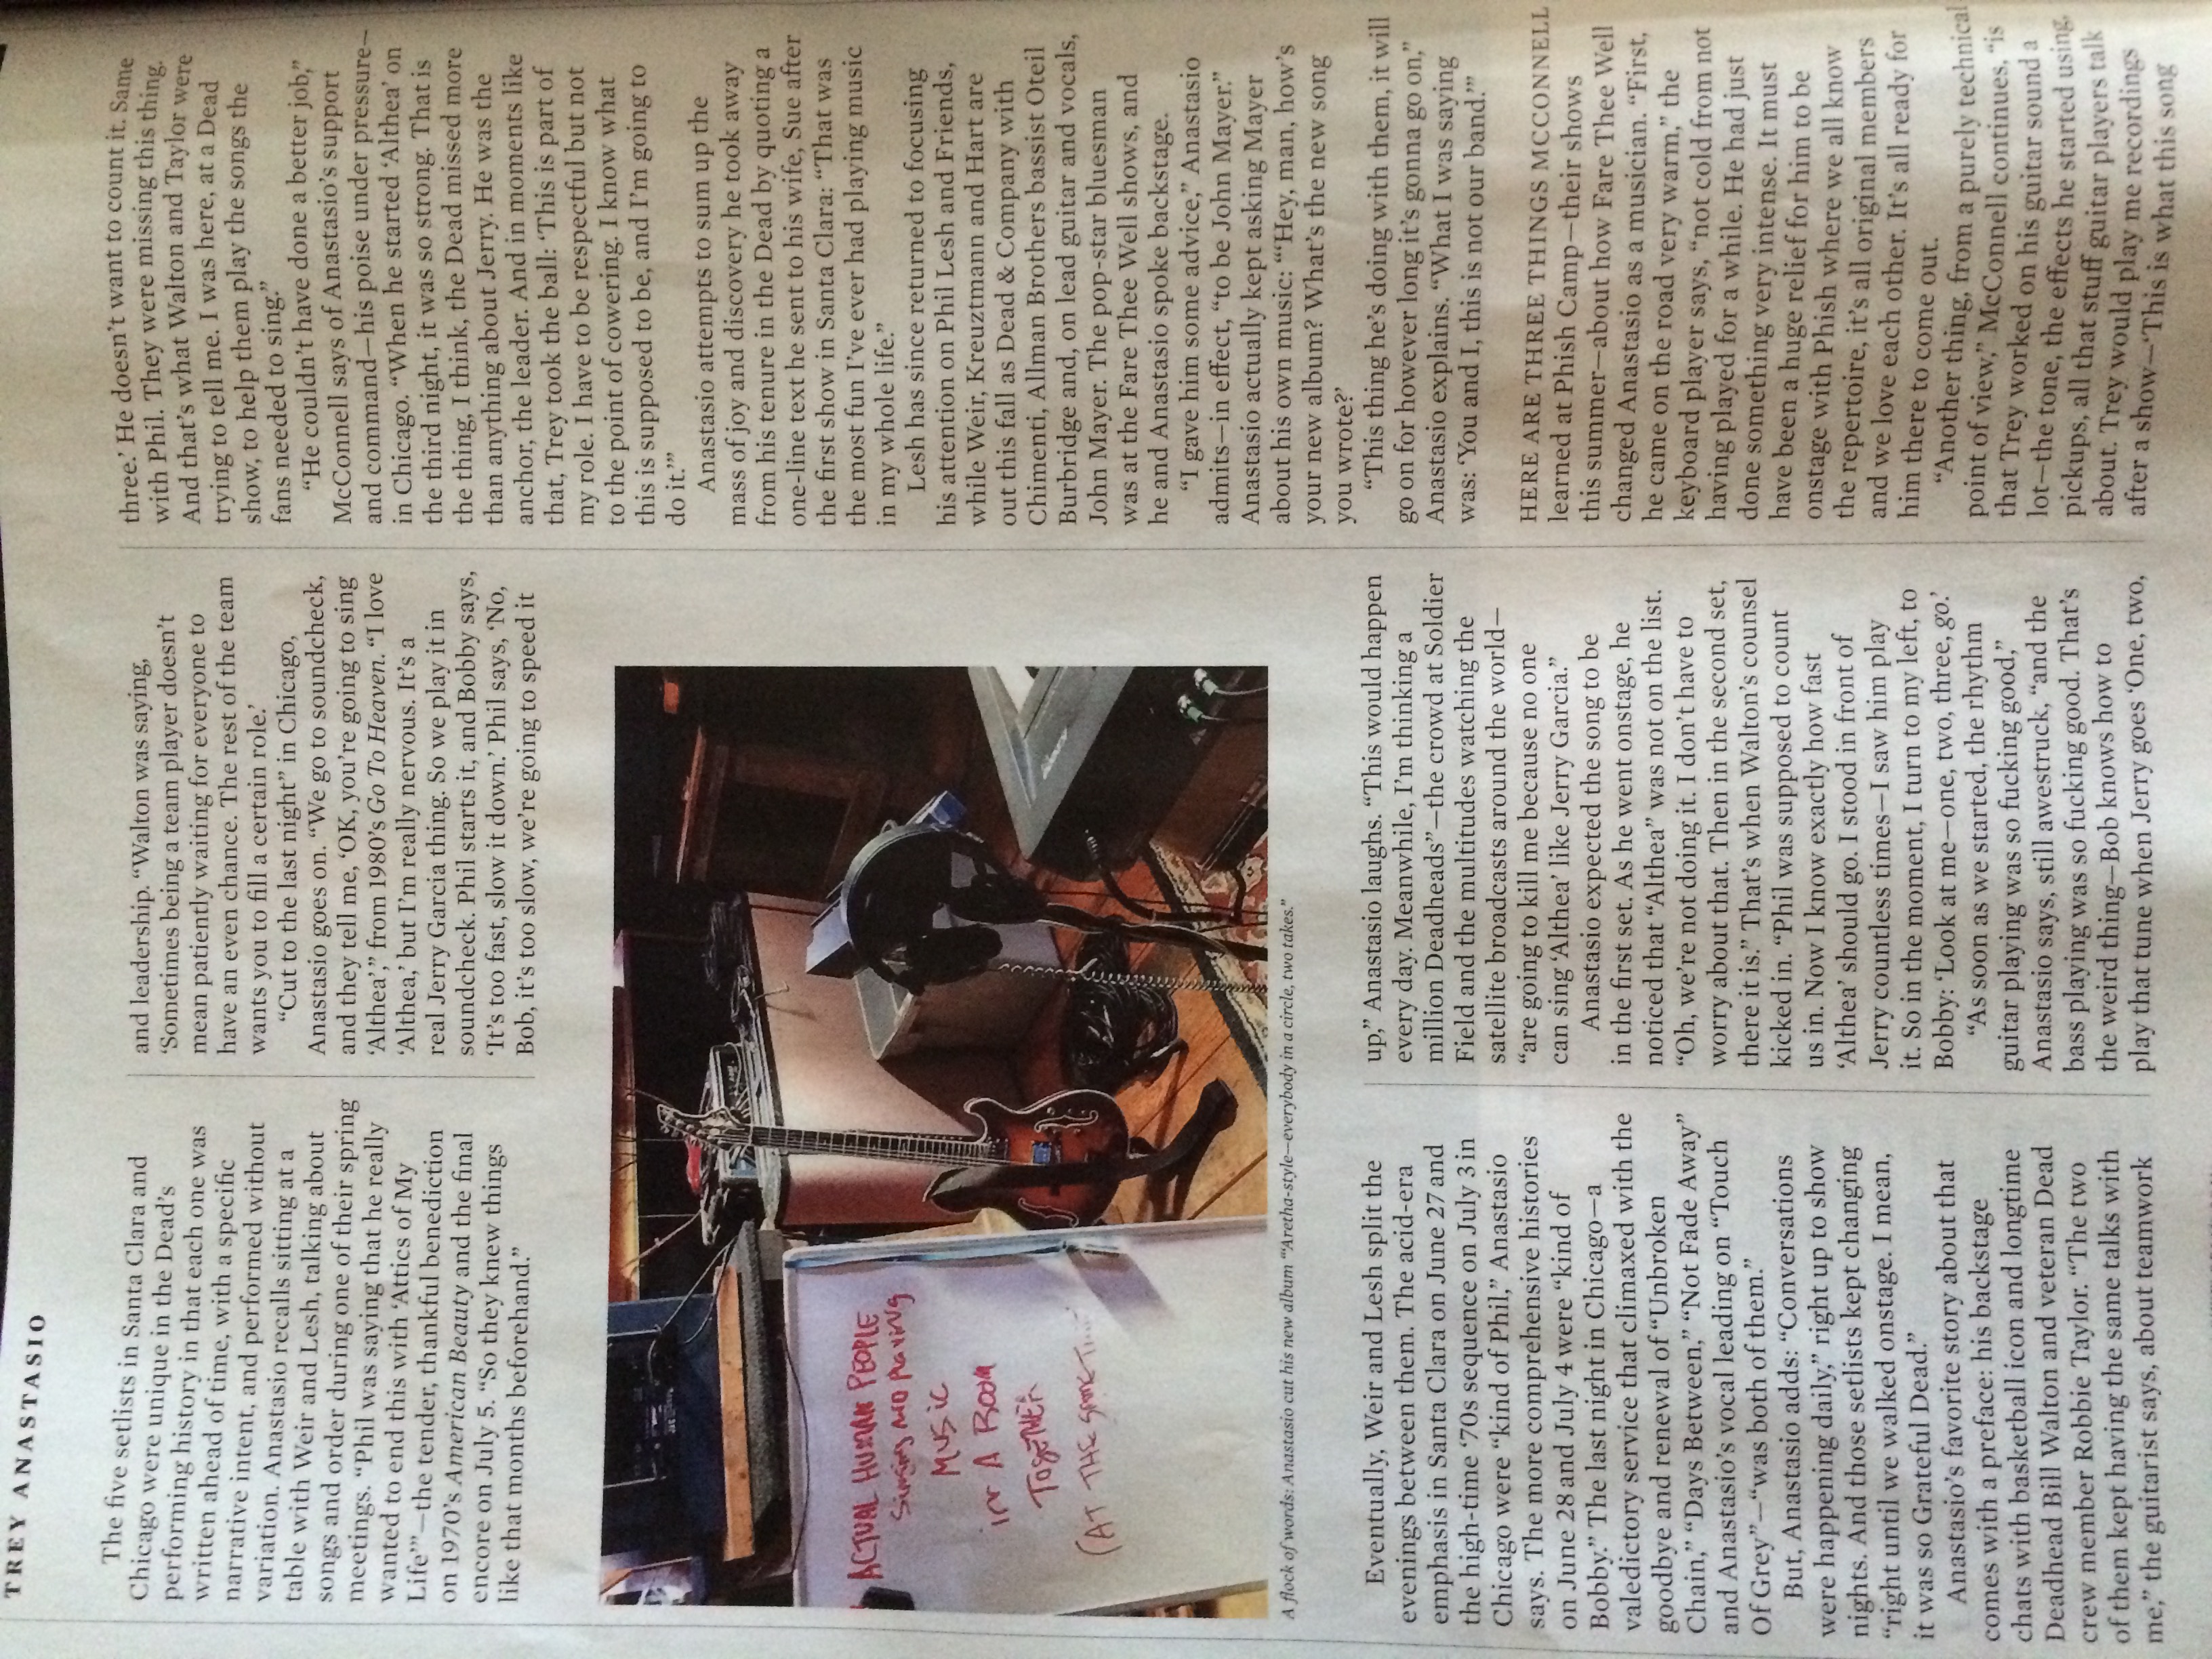 TREY ANASTASIO
The five setlists in Santa Clara and
Chicago were unique in the Dead's
performing history in that each one was
written ahead of time, with a specific
narrative intent, and performed without
variation. Anastasio recalls sitting at a
table with Weir and Lesh, talking about
songs and order during one of their spring
meetings. “Phil was saying that he really
wanted to end this with ‘Attics of My
Life’”—the tender, thankful benediction
on 1970’s American Beauty and the final
encore on July 5. “So they knew things
like that months beforehand.”
ACTUAL HUMAN PEOPLE
Singing AND Playing
MUSIC
in A ROOM
TOGETHER
(AT THE SAME
A flock of words: Anastasio cut his new album “‘Aretha-style—everybody in a circle, two takes.”
Eventually, Weir and Lesh split the
evenings between them. The acid-era
emphasis in Santa Clara on June 27 and
the high-time ‘70s sequence on July 3 in
Chicago were “kind of Phil,” Anastasio
says. The more comprehensive histories
on June 28 and July 4 were “kind of
Bobby.” The last night in Chicago—a
valedictory service that climaxed with the
goodbye and renewal of “Unbroken
Chain,” “Days Between,” “Not Fade Away”
and Anastasio’s vocal leading on “Touch
Of Grey”—“was both of them.”
But, Anastasio adds: “Conversations
were happening daily,” right up to show
nights. And those setlists kept changing
“right until we walked onstage. I mean,
it was so Grateful Dead.”
Anastasio’s favorite story about that
comes with a preface: his backstage
chats with basketball icon and longtime
Deadhead Bill Walton and veteran Dead
crew member Robbie Taylor. “The two
of them kept having the same talks with
me,” the guitarist says, about teamwork
and leadership. “Walton was saying,
‘Sometimes being a team player doesn’t
mean patiently waiting for everyone to
have an even chance. The rest of the team
wants you to fill a certain role.’
“Cut to the last night” in Chicago,
Anastasio goes on. “We go to soundcheck,
and they tell me, ‘OK, you’re going to sing
‘Althea’,” from 1980’s Go To Heaven. “I love
‘Althea,’ but I’m really nervous. It’s a
real Jerry Garcia thing. So we play it in
soundcheck. Phil starts it, and Bobby says,
‘It’s too fast, slow it down.’ Phil says, ‘No,
Bob, it’s too slow, we’re going to speed it
up,” Anastasio laughs. “This would happen
every day. Meanwhile, I’m thinking a
million Deadheads”—the crowd at Soldier
Field and the multitudes watching the
satellite broadcasts around the world—
“are going to kill me because no one
can sing ‘Althea’ like Jerry Garcia.”
Anastasio expected the song to be
in the first set. As he went onstage, he
noticed that “Althea” was not on the list.
“Oh, we’re not doing it. I don’t have to
worry about that. Then in the second set,
there it is.” That’s when Walton’s counsel
kicked in. “Phil was supposed to count
us in. Now I know exactly how fast
‘Althea’ should go. I stood in front of
Jerry countless times—I saw him play
it. So in the moment, I turn to my left, to
Bobby: ‘Look at me—one, two, three, go.’
“As soon as we started, the rhythm
guitar playing was so fucking good,”
Anastasio says, still awestruck, “and the
bass playing was so fucking good. That’s
the weird thing—Bob knows how to
play that tune when Jerry goes ‘One, two,
three.’ He doesn’t want to count it. Same
with Phil. They were missing this thing.
And that’s what Walton and Taylor were
trying to tell me. I was here, at a Dead
show, to help them play the songs the
fans needed to sing.”
“He couldn’t have done a better job,”
McConnell says of Anastasio’s support
and command—his poise under pressure—
in Chicago. “When he started ‘Althea’ on
the third night, it was so strong. That is
the thing, I think, the Dead missed more
than anything about Jerry. He was the
anchor, the leader. And in moments like
that, Trey took the ball: ‘This is part of
my role. I have to be respectful but not
to the point of cowering. I know what
this is supposed to be, and I’m going to
do it.’”
Anastasio attempts to sum up the
mass of joy and discovery he took away
from his tenure in the Dead by quoting a
one-line text he sent to his wife, Sue after
the first show in Santa Clara: “That was
the most fun I’ve ever had playing music
in my whole life.”
Lesh has since returned to focusing
his attention on Phil Lesh and Friends,
while Weir, Kreuztmann and Hart are
out this fall as Dead & Company with
Chimenti, Allman Brothers bassist Oteil
Burbridge and, on lead guitar and vocals,
John Mayer. The pop-star bluesman
was at the Fare Thee Well shows, and
he and Anastasio spoke backstage.
“I gave him some advice,” Anastasio
admits—in effect, “to be John Mayer.”
Anastasio actually kept asking Mayer
about his own music: “‘Hey, man, how’s
your new album? What’s the new song
you wrote?’
“This thing he’s doing with them, it will
go on for however long it’s gonna go on,”
Anastasio explains. “What I was saying
was: ‘You and I, this is not our band.’”
HERE ARE THREE THINGS MCCONNELL
learned at Phish Camp—their shows
this summer—about how Fare Thee Well
changed Anastasio as a musician. “First,
he came on the road very warm,” the
keyboard player says, “not cold from not
having played for a while. He had just
done something very intense. It must
have been a huge relief for him to be
onstage with Phish where we all know
the repertoire, it’s all original members
and we love each other. It’s all ready for
him there to come out.
“Another thing, from a purely technical
point of view,” McConnell continues, “is
that Trey worked on his guitar sound a
lot—the tone, the effects he started using,
pickups, all that stuff guitar players talk
about. Trey would play me recordings
after a show—‘This is what this song